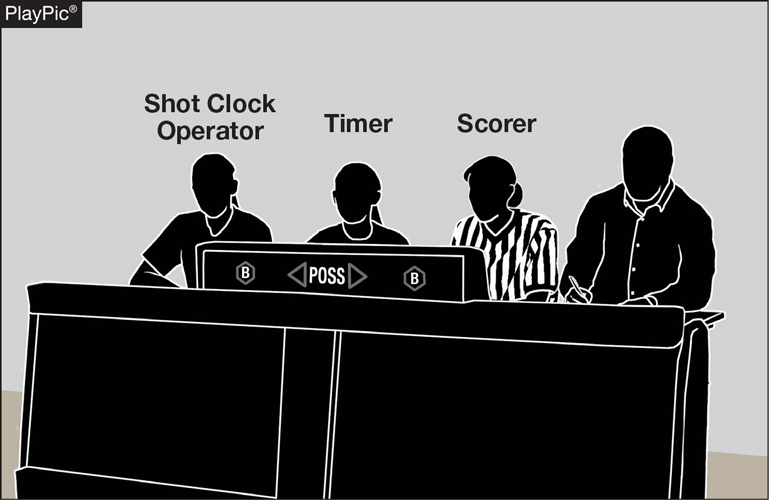 PlayPic®
Shot Clock
Operator
Timer
Scorer
B
POSS
B